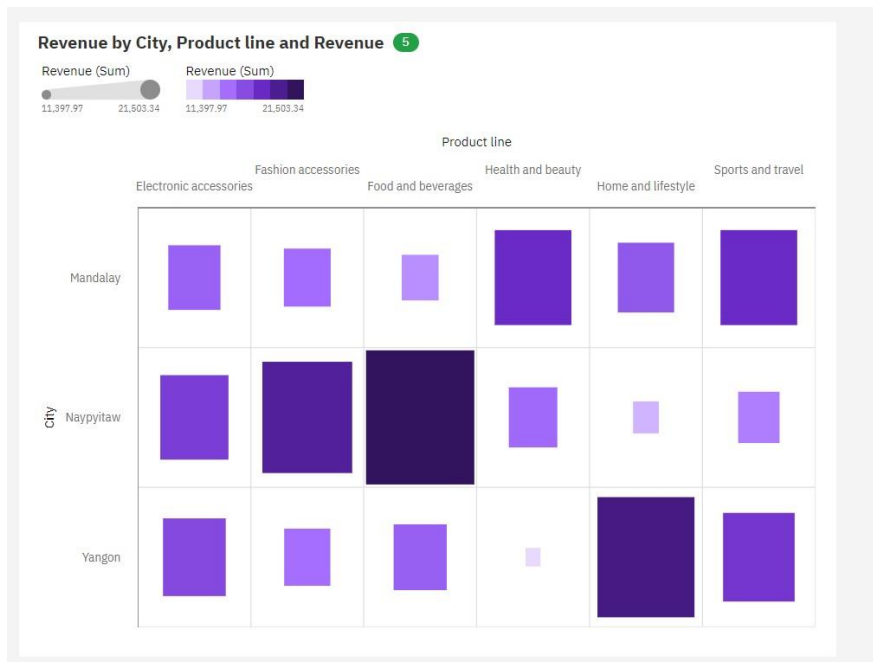 Revenue by City, Product line and Revenue 5
Revenue (Sum) Revenue (Sum)
11,397.97 21,503.34 11,397.97 21,503.34
Product line
Fashion accessories Health and beauty Sports and travel
Electronic accessories Food and beverages Home and lifestyle
Mandalay
City
Naypyitaw
Yangon